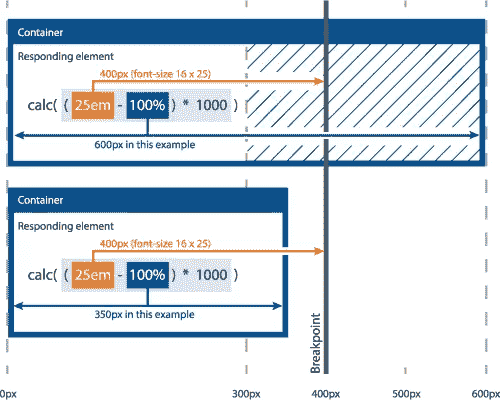 Container
Responding element
400px (font-size 16 x 25)
calc( ( 25em - 100% ) * 1000 )
600px in this example
Container
Responding element
400px (font-size 16 x 25)
calc( ( 25em - 100% ) * 1000 )
350px in this example
Breakpoint
0px 300px 400px 500px 600px